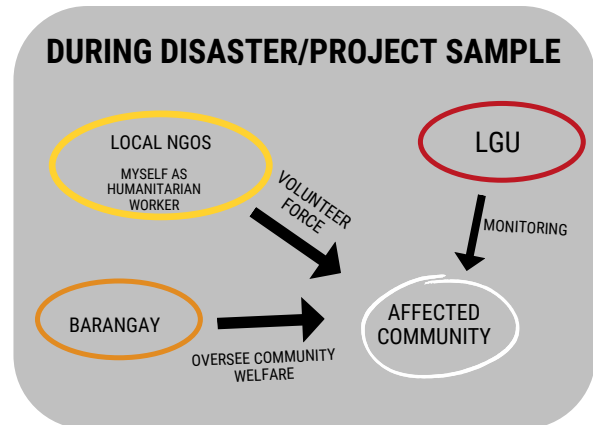 DURING DISASTER/PROJECT SAMPLE
LOCAL NGOS
MYSELF AS
HUMANITARIAN
WORKER
VOLUNTEER
FORCE
LGU
MONITORING
BARANGAY
OVERSEE COMMUNITY
WELFARE
AFFECTED
COMMUNITY